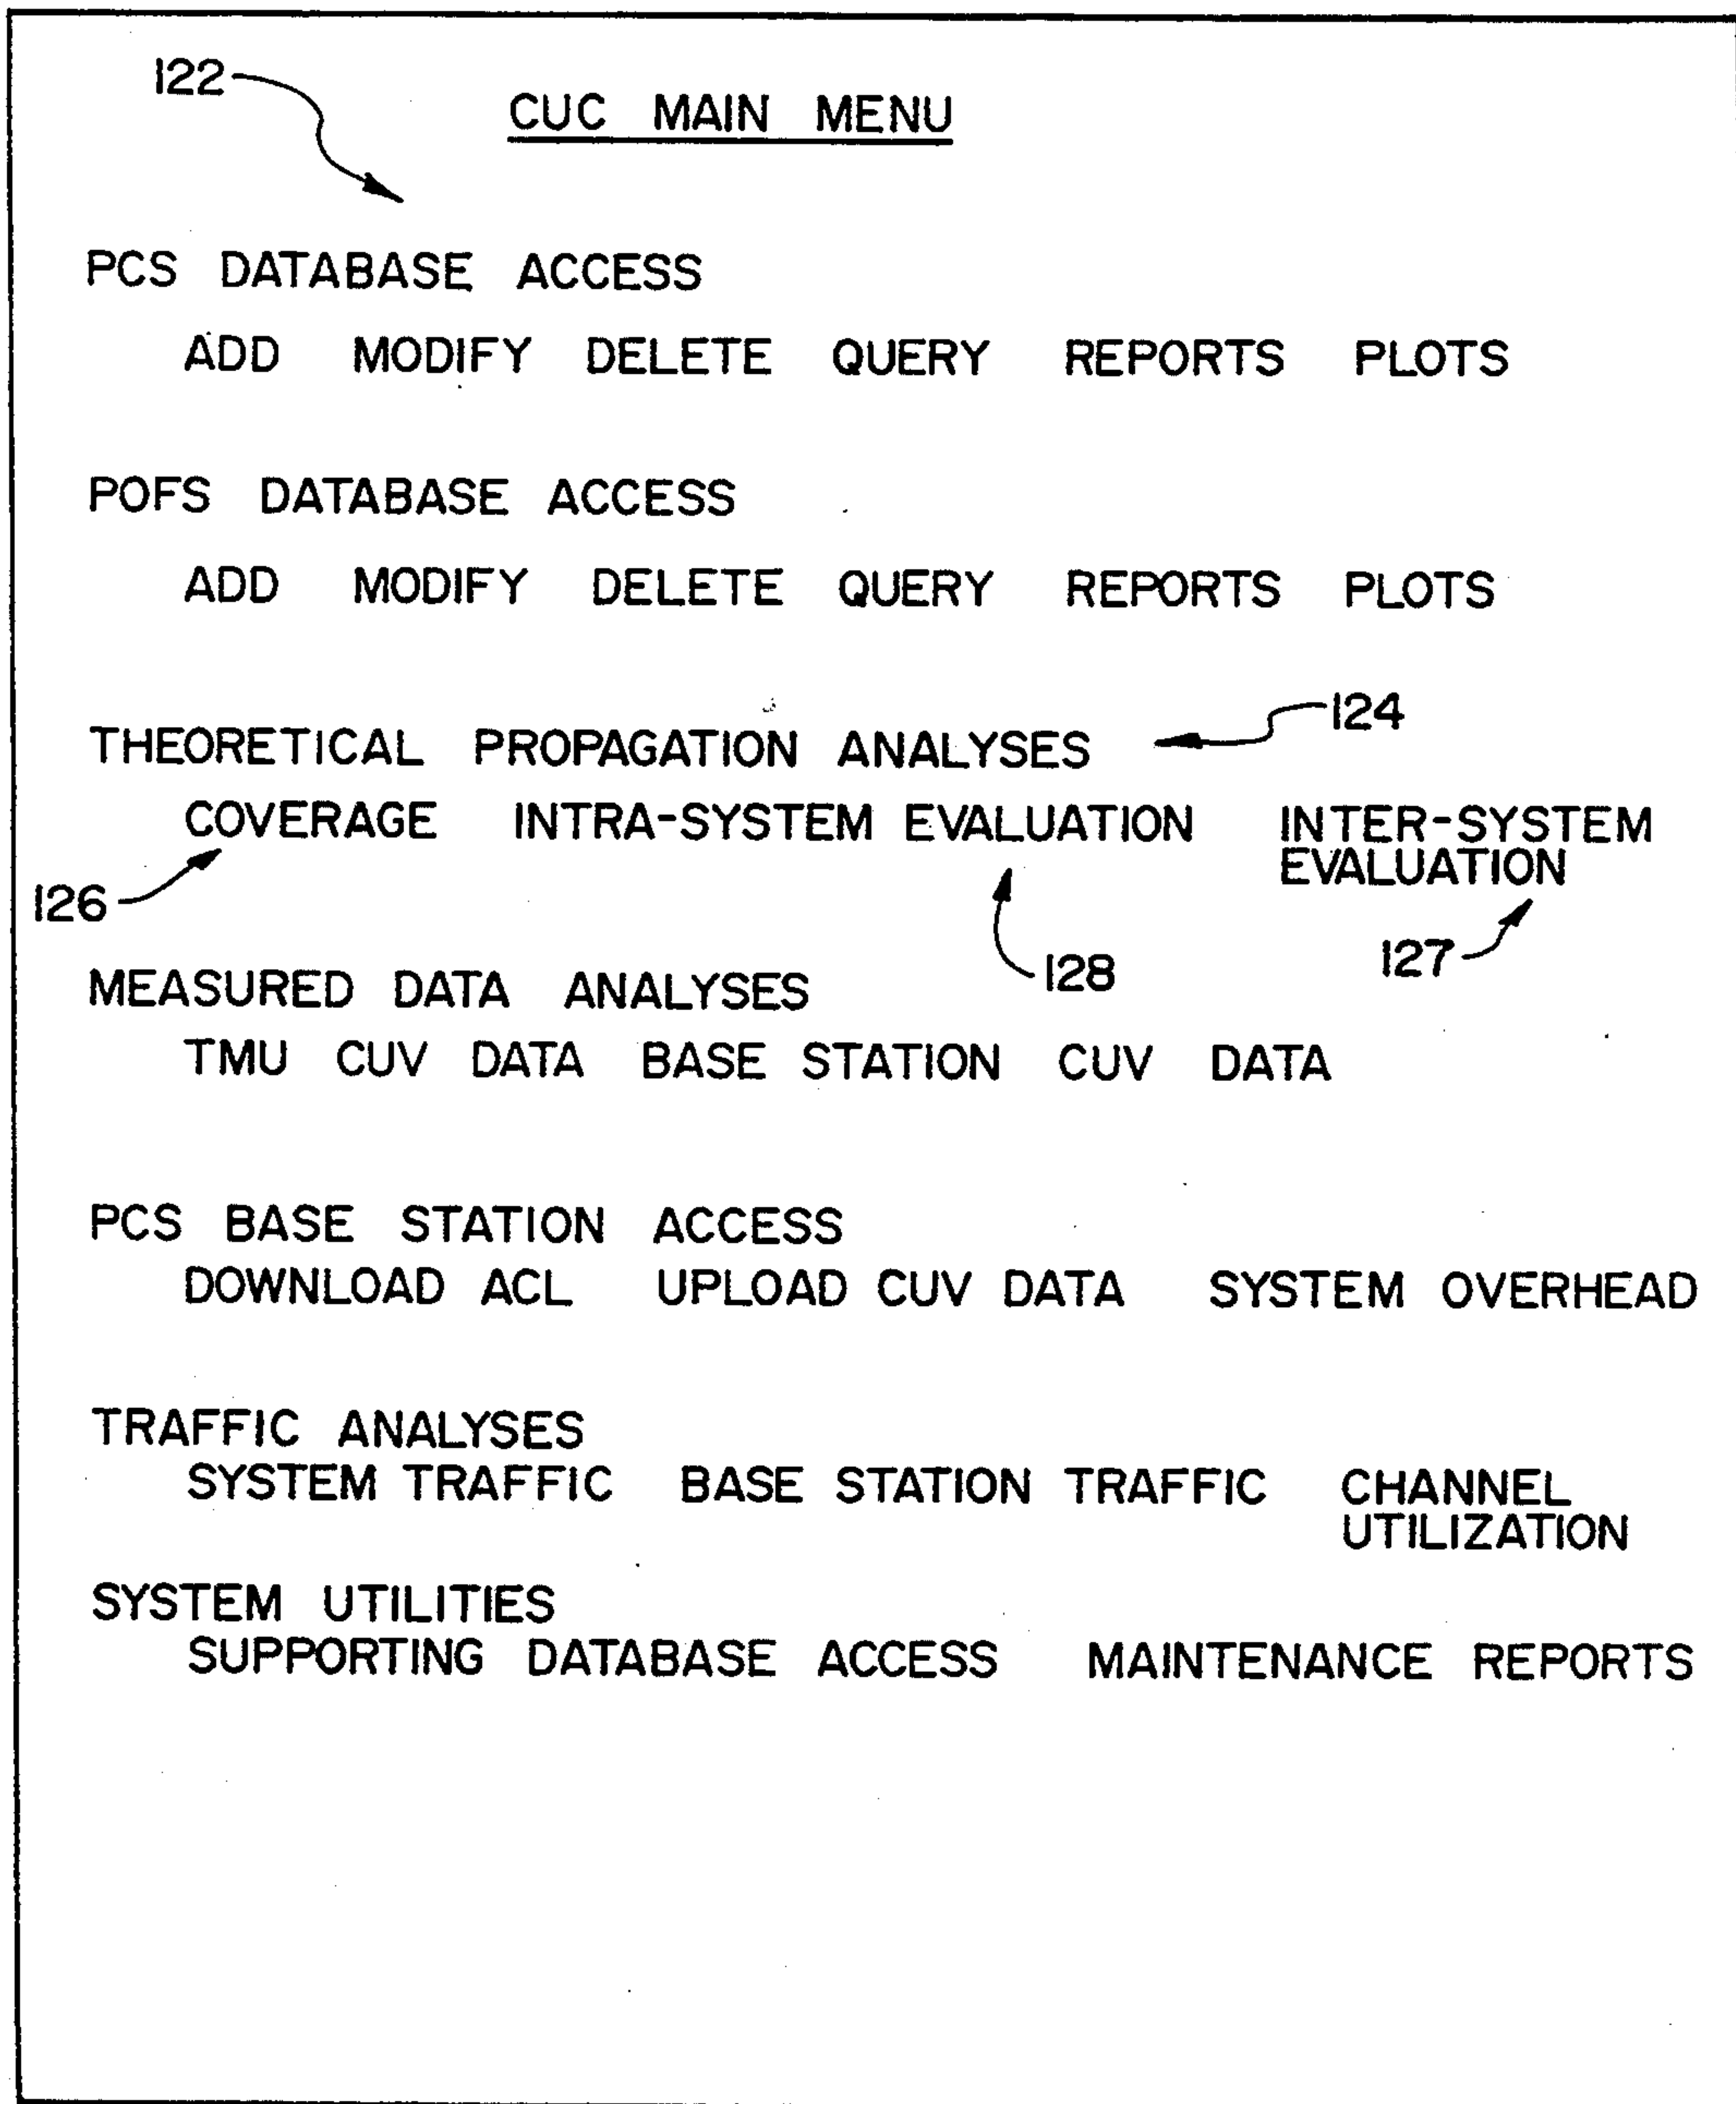 122
CUC MAIN MENU
PCS DATABASE ACCESS
ADD MODIFY DELETE QUERY REPORTS PLOTS
POFS DATABASE ACCESS
ADD MODIFY DELETE QUERY REPORTS PLOTS
124
THEORETICAL PROPAGATION ANALYSES
COVERAGE INTRA-SYSTEM EVALUATION INTER-SYSTEM
EVALUATION
126
128
127
MEASURED DATA ANALYSES
TMU CUV DATA BASE STATION CUV DATA
PCS BASE STATION ACCESS
DOWNLOAD ACL UPLOAD CUV DATA SYSTEM OVERHEAD
TRAFFIC ANALYSES
SYSTEM TRAFFIC BASE STATION TRAFFIC CHANNEL
UTILIZATION
SYSTEM UTILITIES
SUPPORTING DATABASE ACCESS MAINTENANCE REPORTS